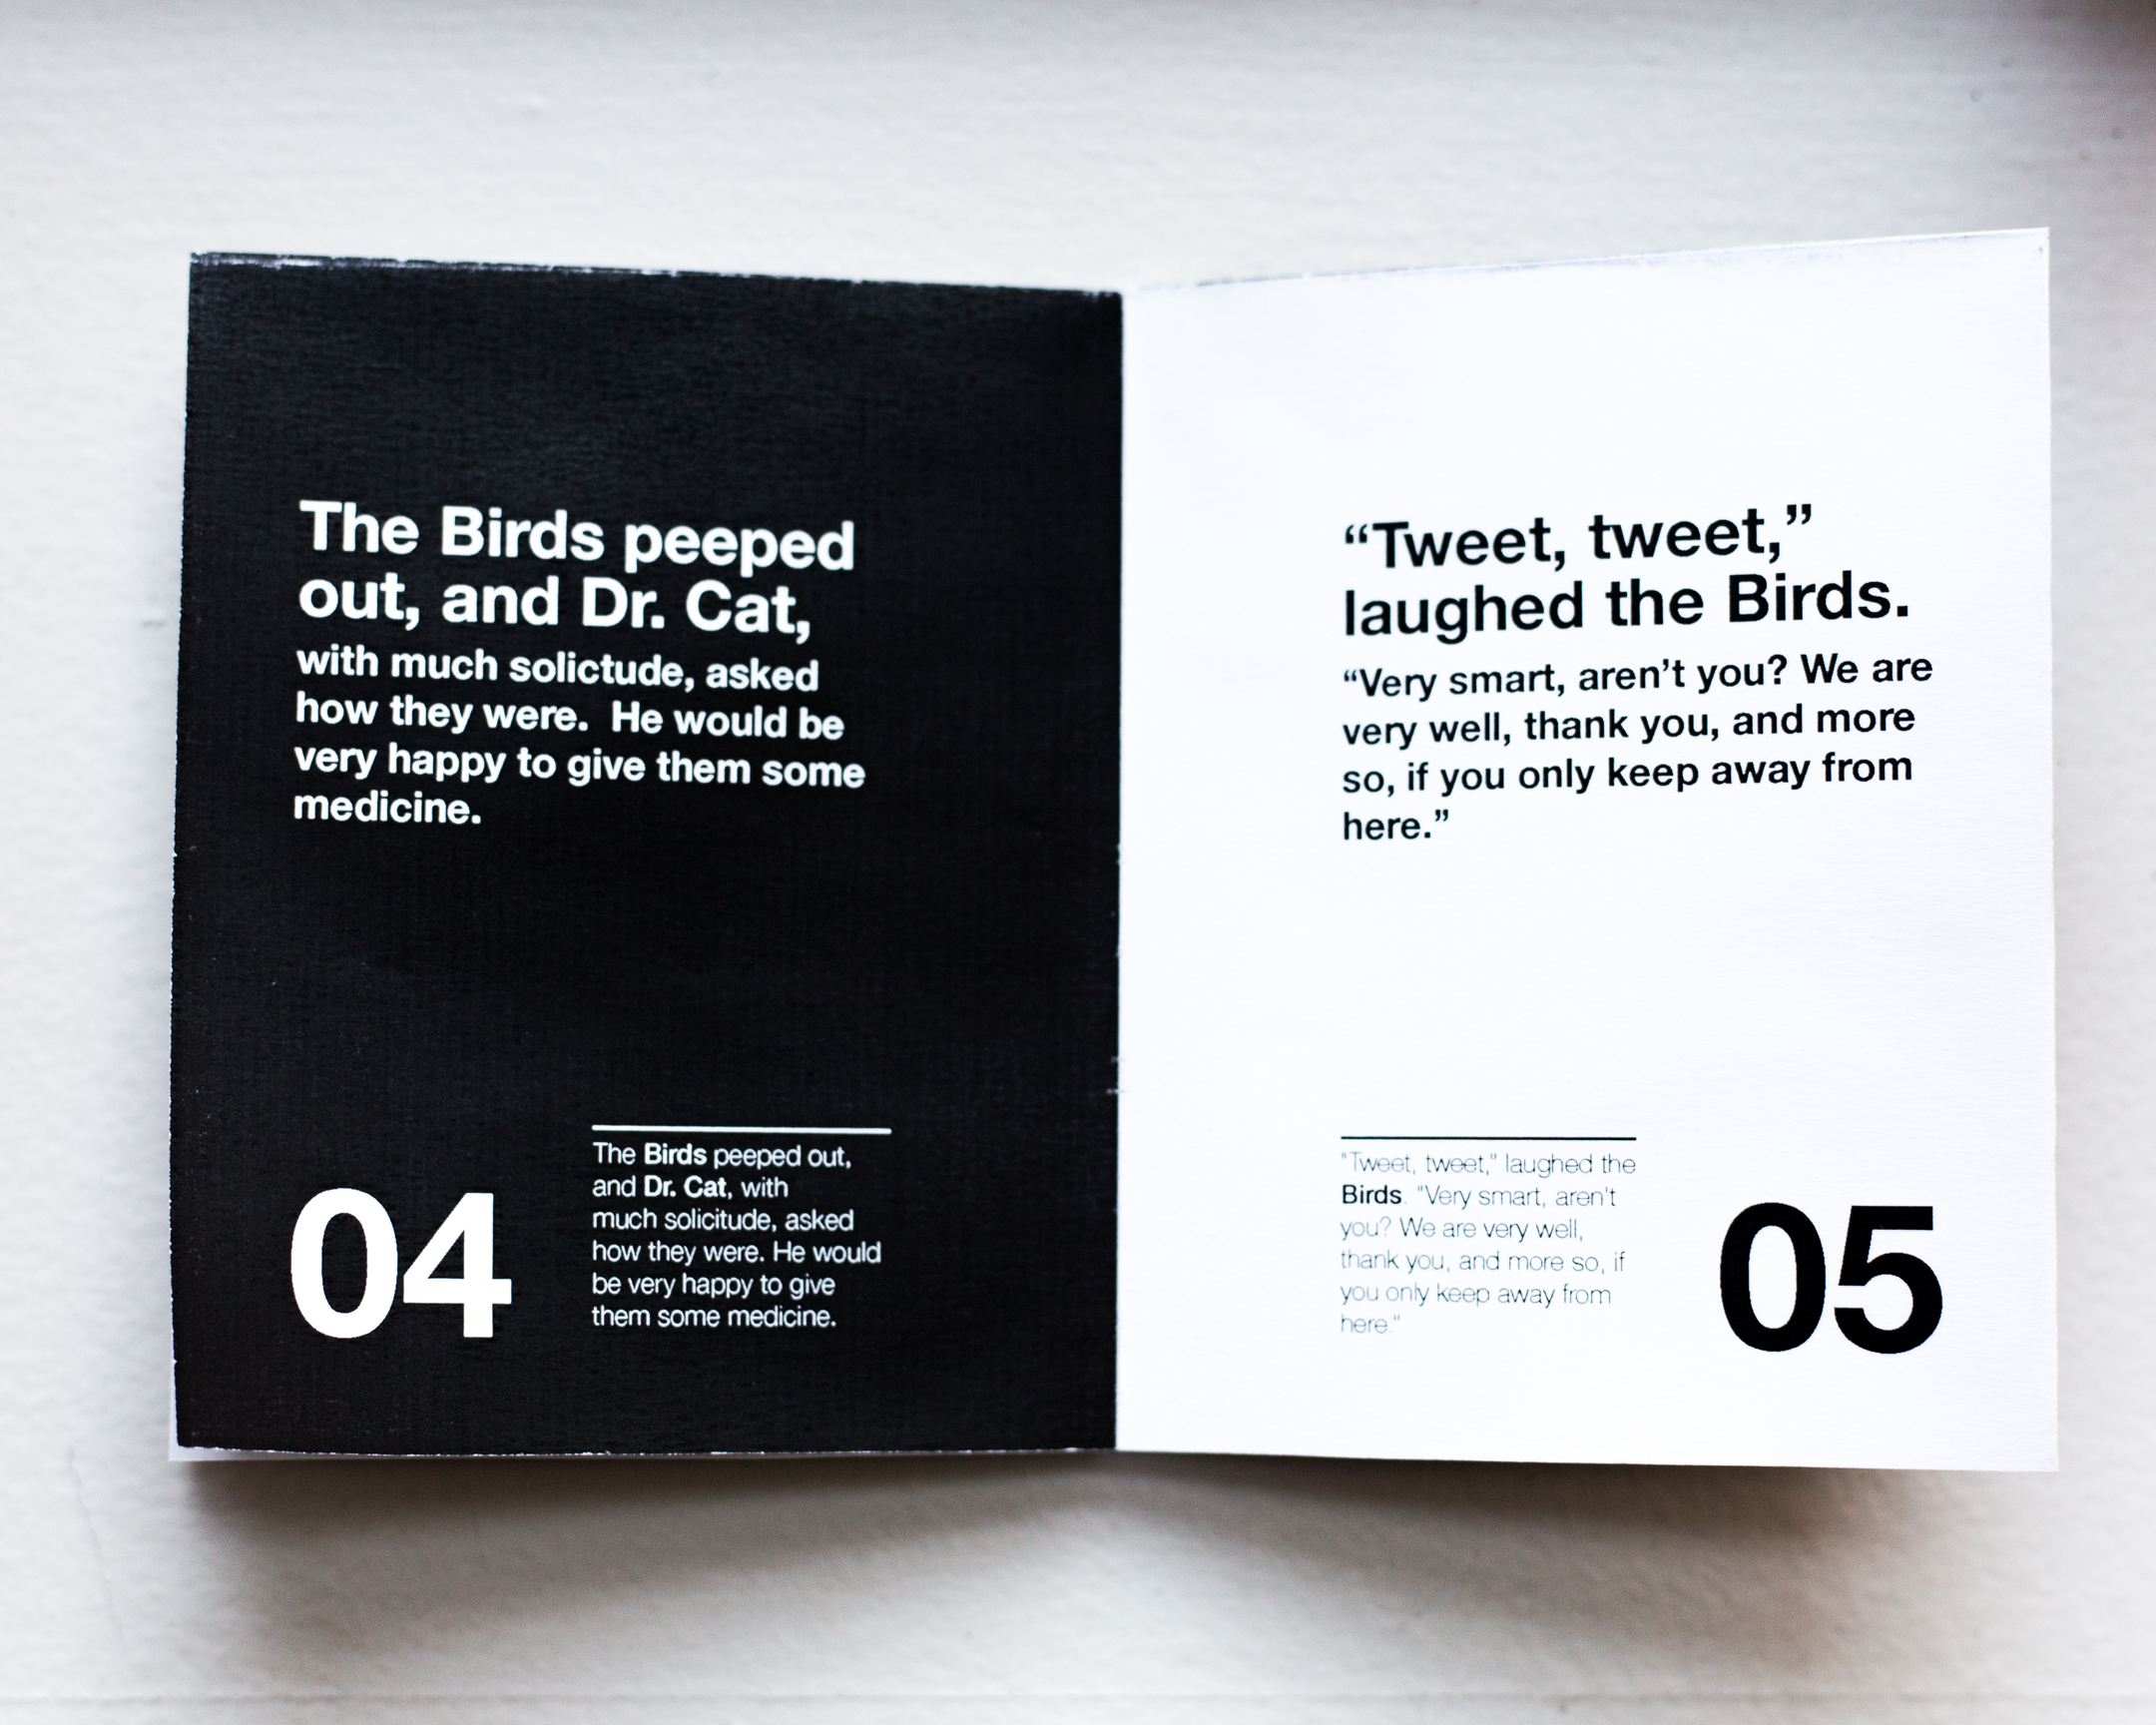 The Birds peeped
out, and Dr. Cat,
with much solictude, asked
how they were.  He would be
very happy to give them some
medicine.
04
The Birds peeped out,
and Dr. Cat, with
much solicitude, asked
how they were. He would
be very happy to give
them some medicine.
“Tweet, tweet,”
laughed the Birds.
“Very smart, aren’t you? We are
very well, thank you, and more
so, if you only keep away from
here.”
"Tweet, tweet," laughed the
Birds. "Very smart, aren't
you? We are very well,
thank you, and more so, if
you only keep away from
here."
05